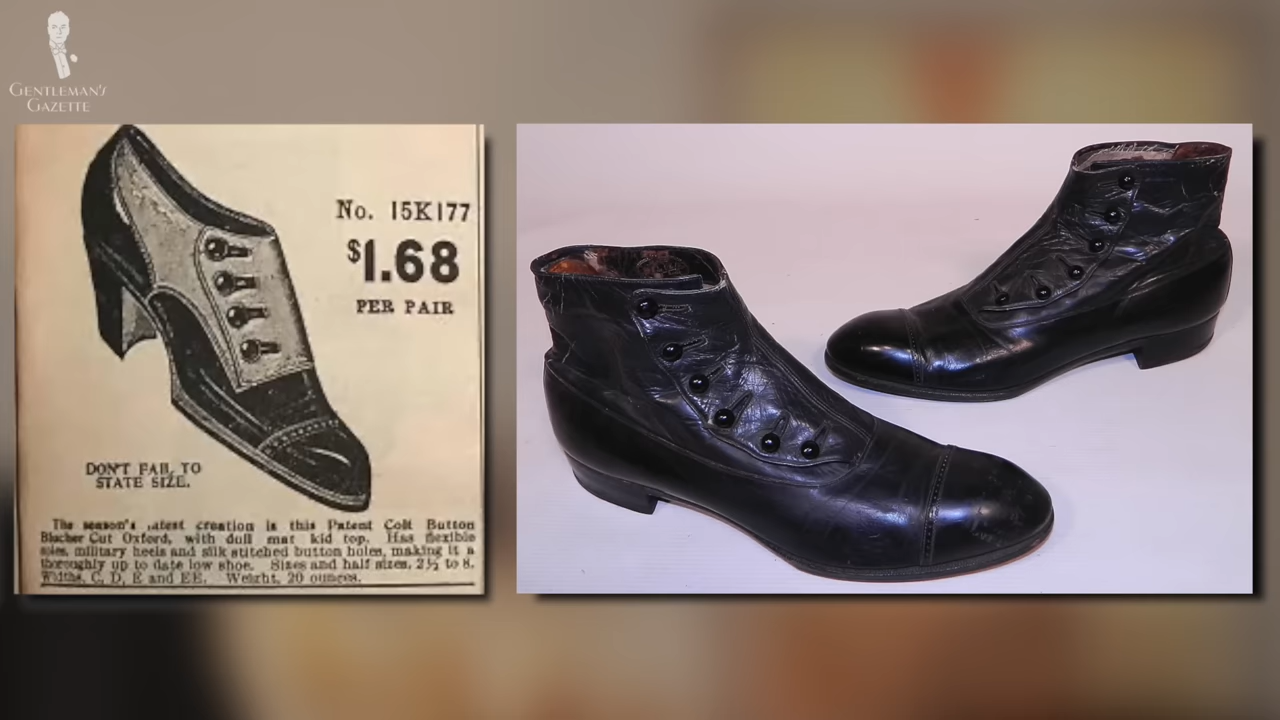 GENTLEMAN'S
GAZETTE
No. 15K177
$1.68
PER PAIR
DON'T FAIL TO
STATE SIZE.
The season's latest creation is this Patent Colt Button
Blucher Cut Oxford, with dull mat kid top. Has flexible
soles, military heels and silk stitched button holes, making it a
thoroughly up to date low shoe. Sizes and half sizes, 2½ to 8.
Widths, C, D, E and EE. Weight, 20 ounces.